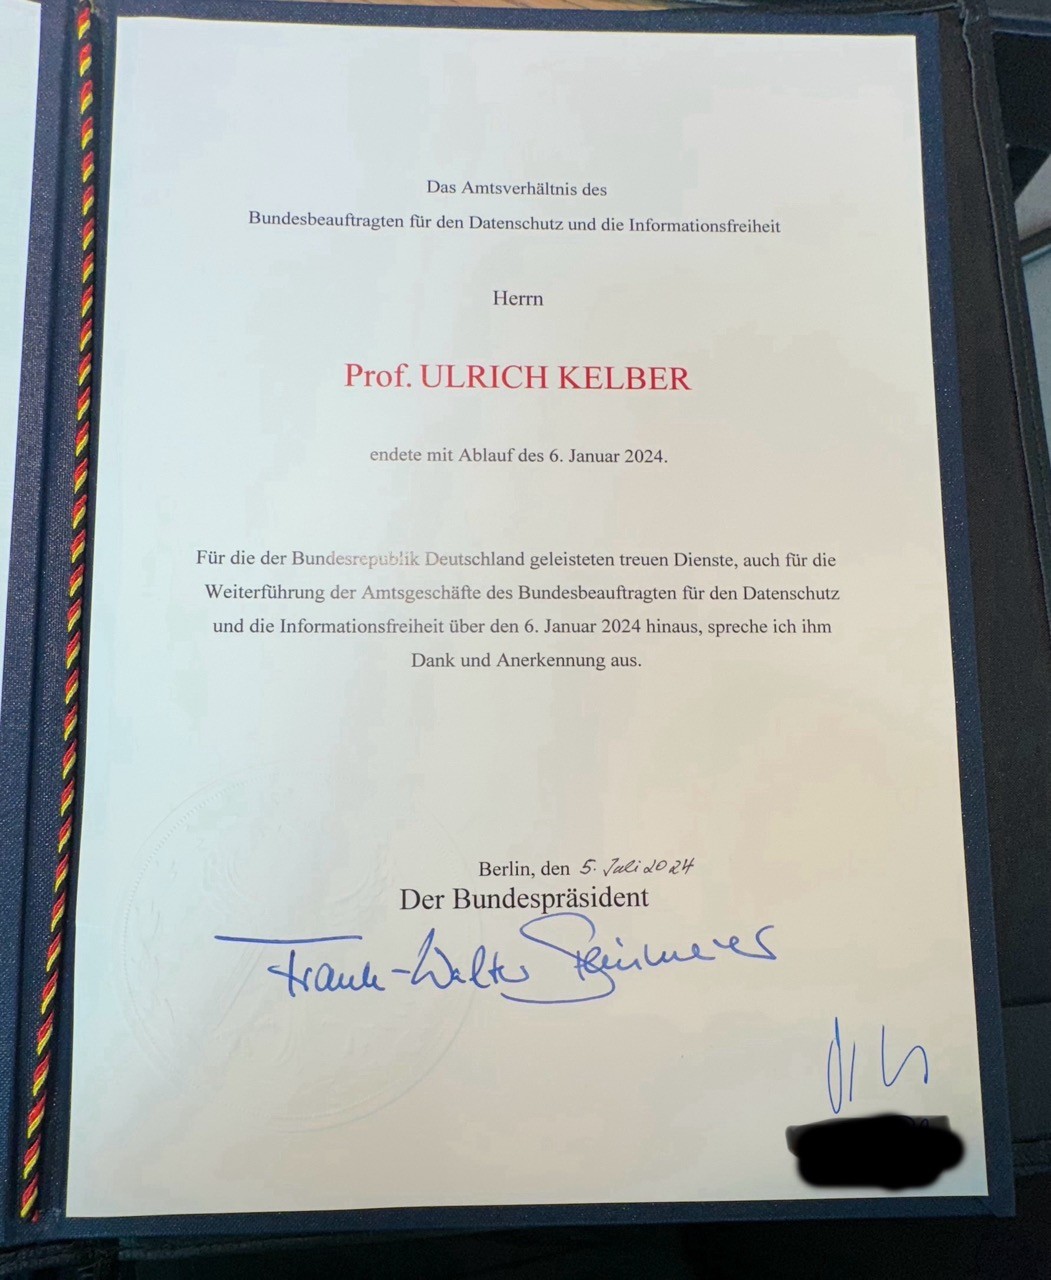 Das Amtsverhältnis des
Bundesbeauftragten für den Datenschutz und die Informationsfreiheit
Herrn
Prof. ULRICH KELBER
endete mit Ablauf des 6. Januar 2024.
Für die der Bundesrepublik Deutschland geleisteten treuen Dienste, auch für die
Weiterführung der Amtsgeschäfte des Bundesbeauftragten für den Datenschutz
und die Informationsfreiheit über den 6. Januar 2024 hinaus, spreche ich ihm
Dank und Anerkennung aus.
Berlin, den 5. Juli 2024
Der Bundespräsident
Frank-Walter Steinmeier